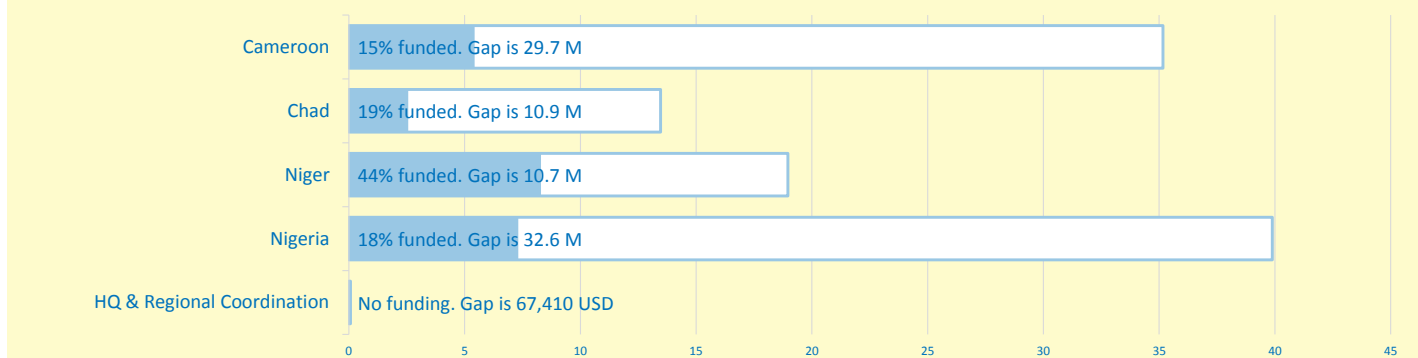 Cameroon 15% funded. Gap is 29.7 M
Chad 19% funded. Gap is 10.9 M
Niger 44% funded. Gap is 10.7 M
Nigeria 18% funded. Gap is 32.6 M
HQ & Regional Coordination No funding. Gap is 67,410 USD
0 5 10 15 20 25 30 35 40 45